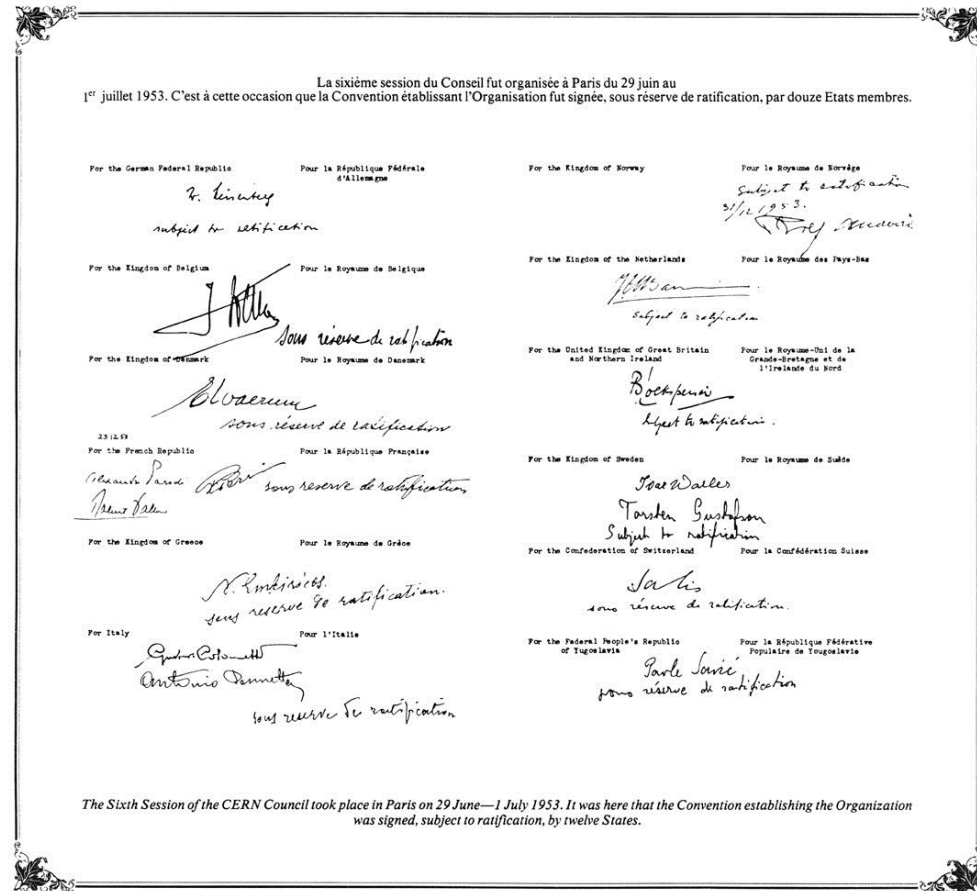 La sixième session du Conseil fut organisée à Paris du 29 juin au
1er juillet 1953. C'est à cette occasion que la Convention établissant l'Organisation fut signée, sous réserve de ratification, par douze Etats membres.
For the German Federal Republic
Pour la République Fédérale
d'Allemagne
subject to ratification
For the Kingdom of Belgium
Pour le Royaume de Belgique
sous réserve de ratification
For the Kingdom of Denmark
Pour le Royaume de Danemark
sous réserve de ratification
23 12 53
For the French Republic
Pour la République Française
Alexandre Parodi
sous reserve de ratification
For the Kingdom of Greece
Pour le Royaume de Grèce
sous reserve de ratification.
For Italy
Pour l'Italie
Gustavo Colonnetti
Antonio Pennetta
sous reserve de ratification
For the Kingdom of Norway
Pour le Royaume de Norvège
Subject to ratification
31/12 1953.
For the Kingdom of the Netherlands
Pour le Royaume des Pays-Bas
Subject to ratification
For the United Kingdom of Great Britain
and Northern Ireland
Pour le Royaume-Uni de la
Grande-Bretagne et de
l'Irelande du Nord
Subject to ratification.
For the Kingdom of Sweden
Pour le Royaume de Suède
Ivar Waller
Torsten Gustafson
Subject to ratification
For the Confederation of Switzerland
Pour la Confédération Suisse
Salis
sous réserve de ratification.
For the Federal People's Republic
of Yugoslavia
Pour la République Fédérative
Populaire de Yougoslavie
Pavle Savić
sous réserve de ratification
The Sixth Session of the CERN Council took place in Paris on 29 June—1 July 1953. It was here that the Convention establishing the Organization
was signed, subject to ratification, by twelve States.